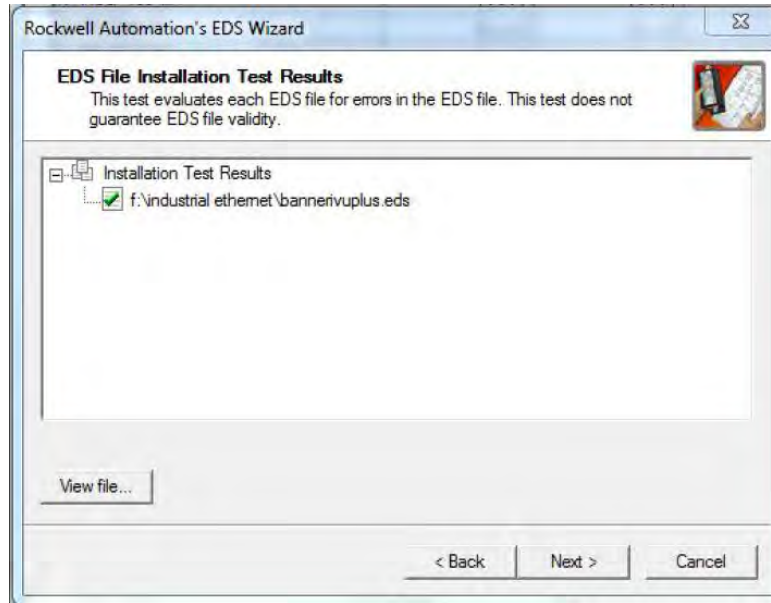 Rockwell Automation's EDS Wizard
EDS File Installation Test Results
This test evaluates each EDS file for errors in the EDS file. This test does not
guarantee EDS file validity.
Installation Test Results
f:\industrial ethernet\bannerivuplus.eds
View file...
< Back
Next >
Cancel